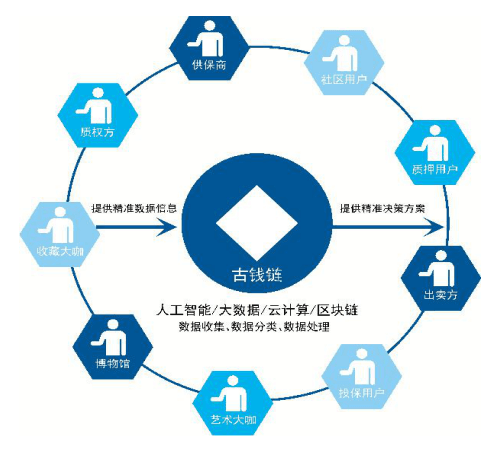 供保商
社区用户
质权方
质押用户
提供精准数据信息
提供精准决策方案
收藏大咖
古钱链
出卖方
人工智能/大数据/云计算/区块链
数据收集、数据分类、数据处理
博物馆
投保用户
艺术大咖